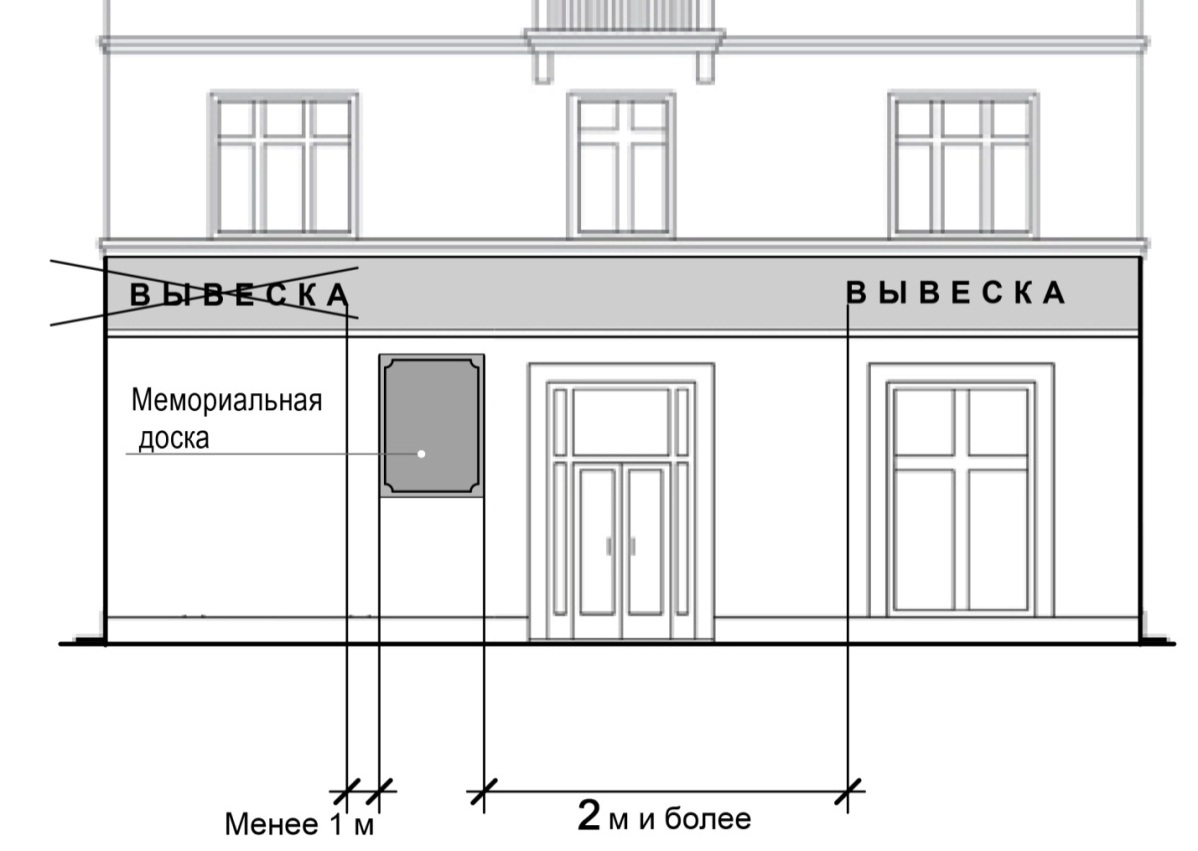 ВЫВЕСКА
ВЫВЕСКА
Мемориальная
доска
Менее 1 м
2 м и более